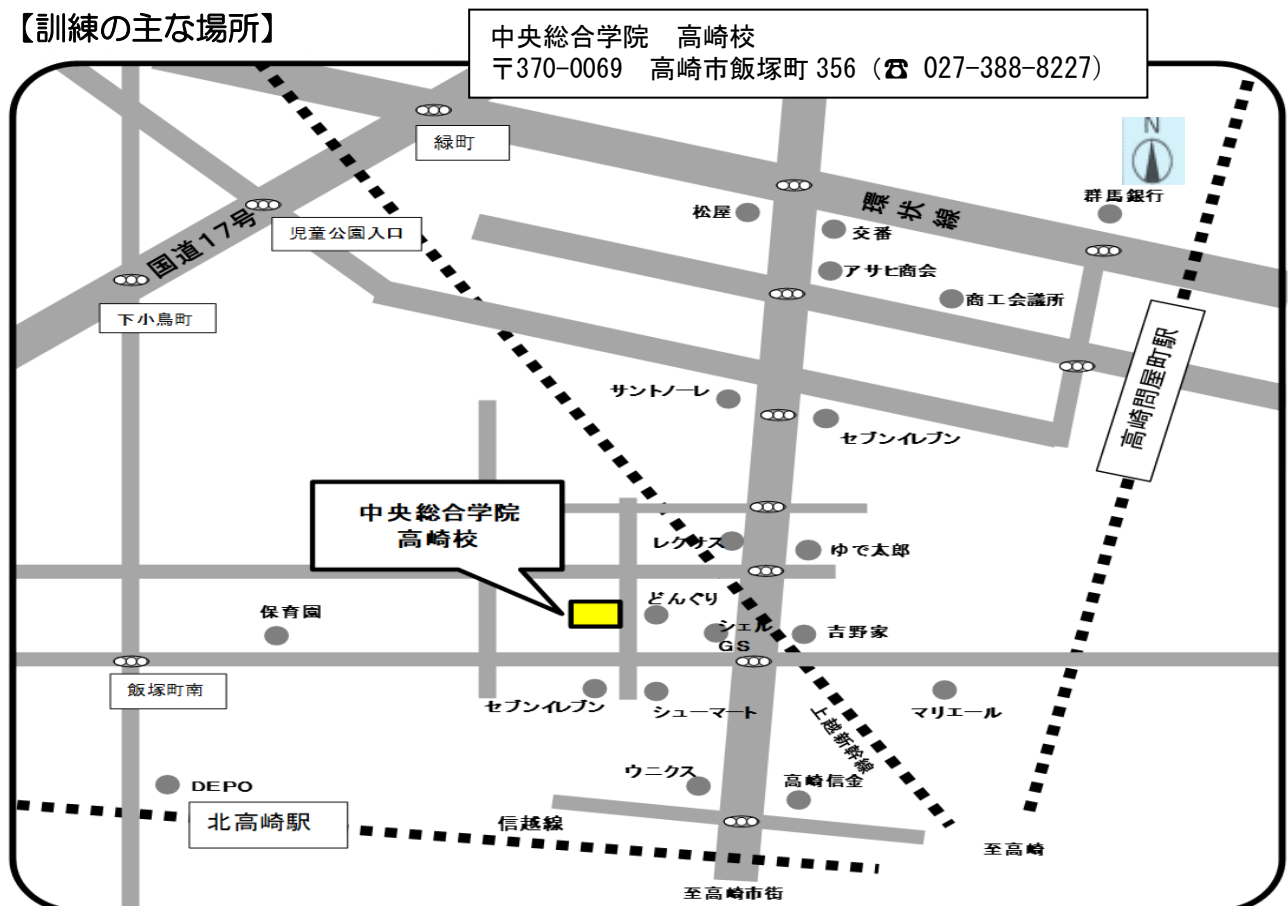 【訓練の主な場所】
中央総合学院　高崎校
〒370-0069　高崎市飯塚町 356（☎ 027-388-8227）
緑町
N
群馬銀行
松屋
環状線
交番
国道17号
児童公園入口
アサヒ商会
商工会議所
下小鳥町
高崎問屋町駅
サントノーレ
セブンイレブン
中央総合学院
高崎校
レクサス
ゆで太郎
どんぐり
保育園
シェル
GS
吉野家
飯塚町南
セブンイレブン
シューマート
マリエール
上越新幹線
ウニクス
高崎信金
DEPO
北高崎駅
信越線
至高崎
至高崎市街